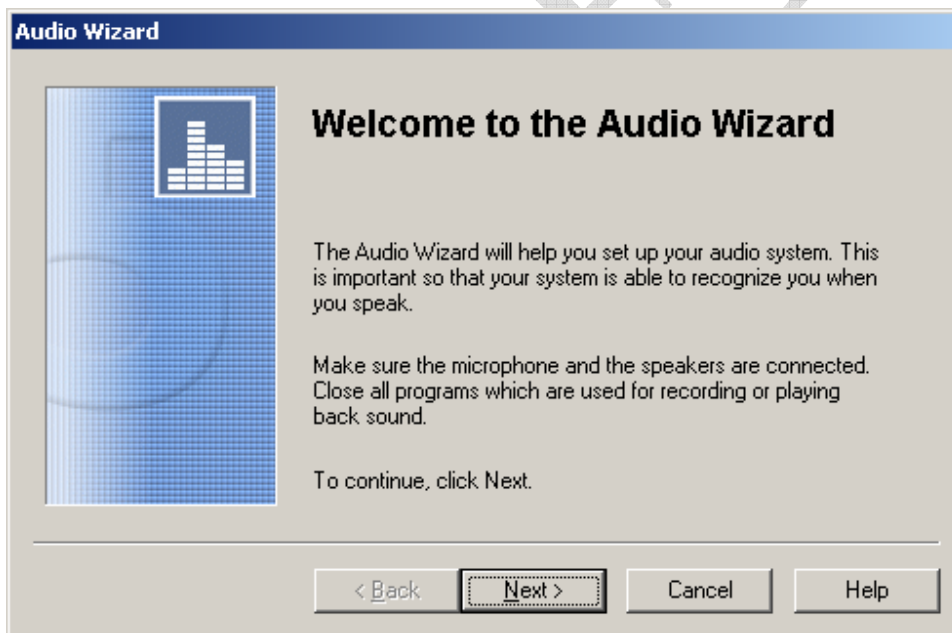 Audio Wizard
Welcome to the Audio Wizard
The Audio Wizard will help you set up your audio system. This
is important so that your system is able to recognize you when
you speak.
Make sure the microphone and the speakers are connected.
Close all programs which are used for recording or playing
back sound.
To continue, click Next.
< Back
Next >
Cancel
Help